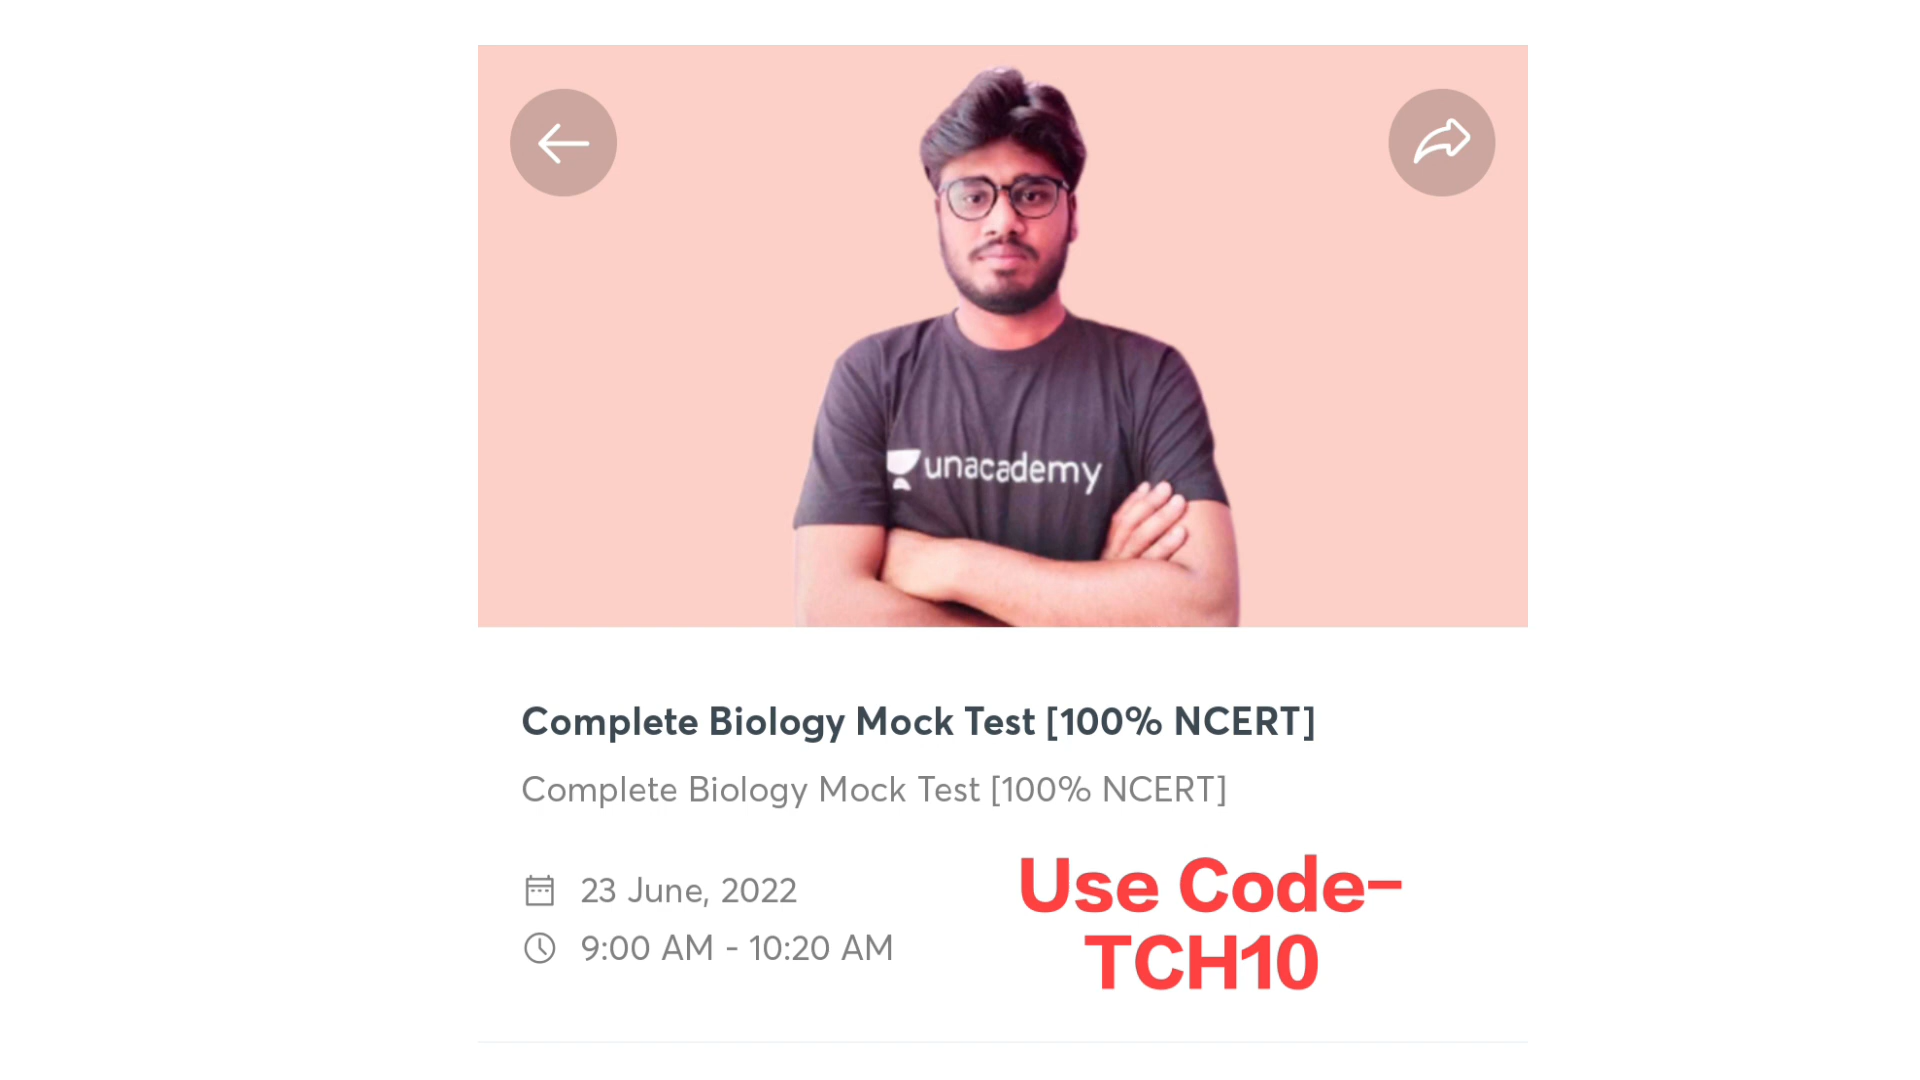 unacademy
Complete Biology Mock Test [100% NCERT]
Complete Biology Mock Test [100% NCERT]
23 June, 2022
9:00 AM - 10:20 AM
Use Code-
TCH10